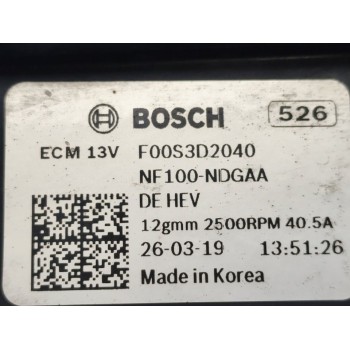 BOSCH 526
ECM 13V F00S3D2040
NF100-NDGAA
DE HEV
12gmm 2500RPM 40.5A
26-03-19 13:51:26
Made in Korea